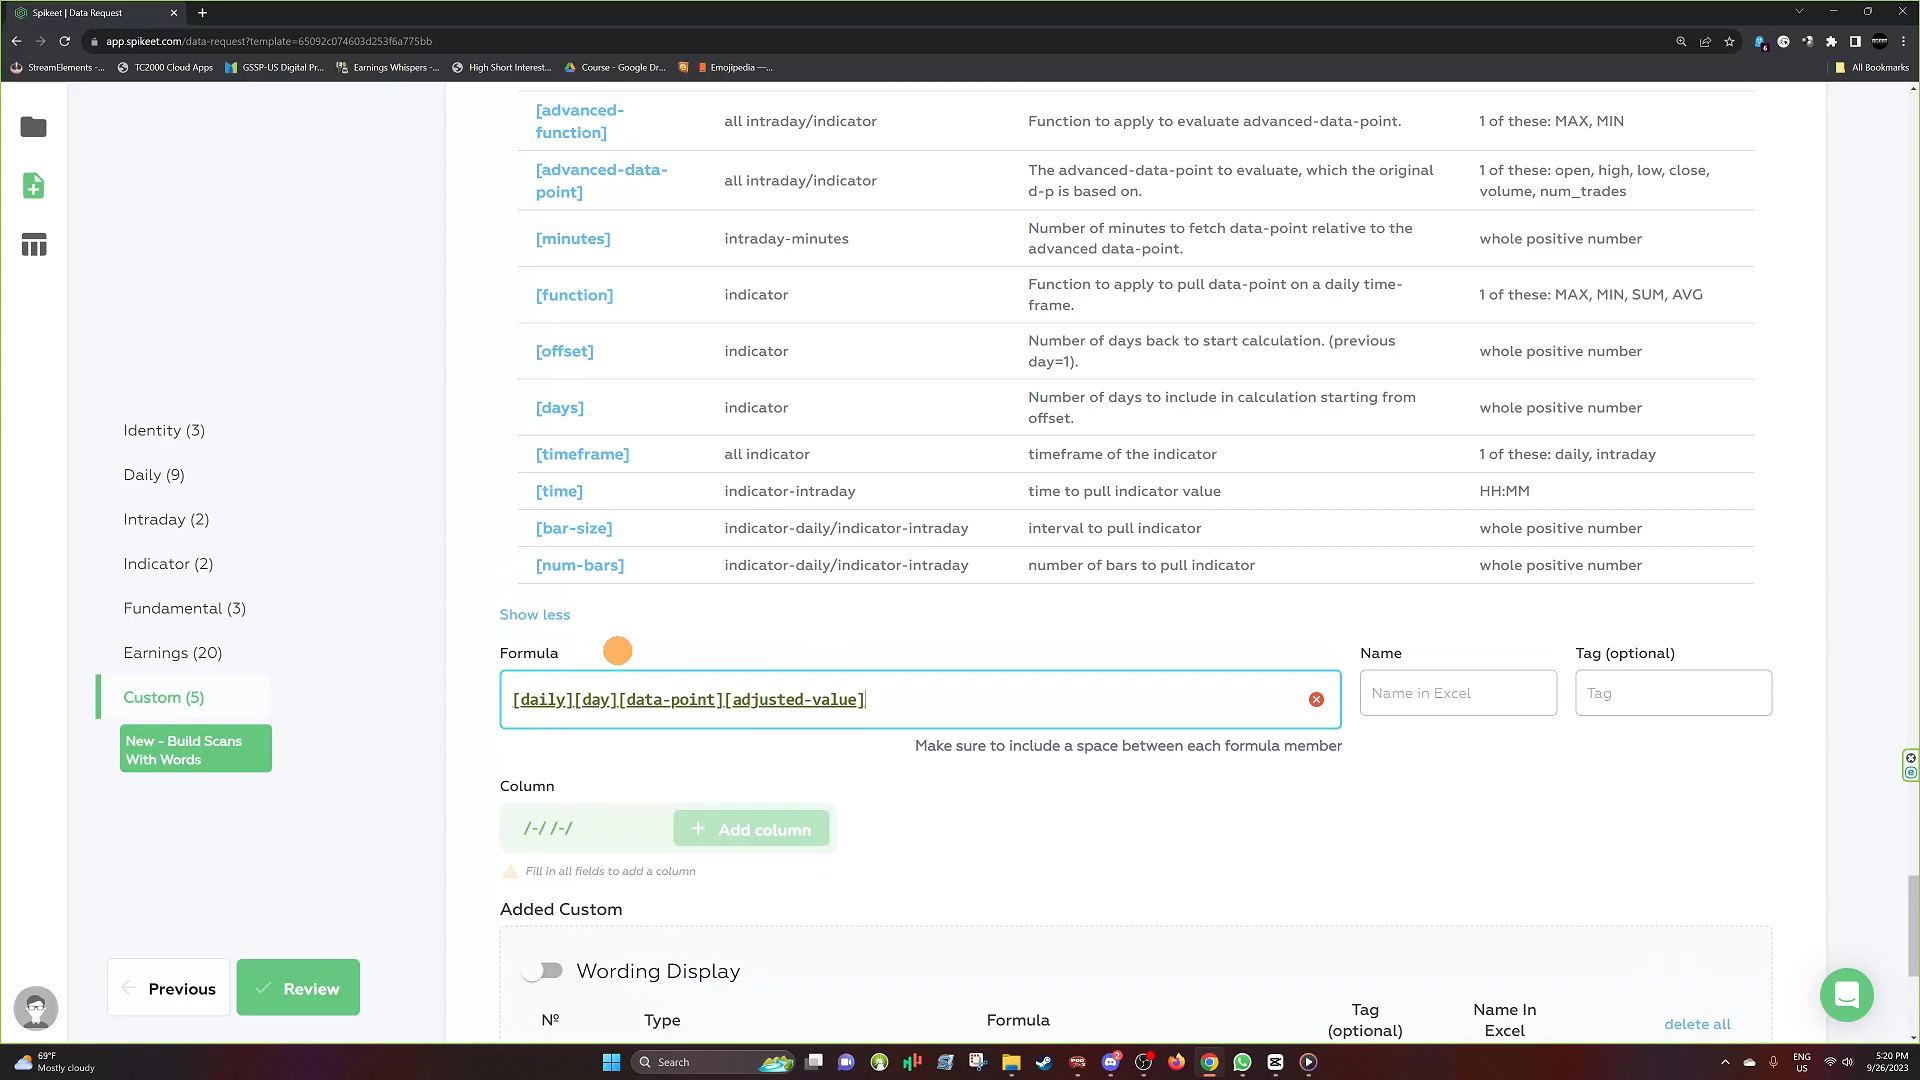 Spikeet | Data Request
app.spikeet.com/data-request?template=65092c074603d253f6a775bb
StreamElements -...
TC2000 Cloud Apps
GSSP-US Digital Pr...
Earnings Whispers -...
High Short Interest...
Course - Google Dr...
Emojipedia —...
All Bookmarks
[advanced-
function]
all intraday/indicator
Function to apply to evaluate advanced-data-point.
1 of these: MAX, MIN
[advanced-data-
point]
all intraday/indicator
The advanced-data-point to evaluate, which the original
d-p is based on.
1 of these: open, high, low, close,
volume, num_trades
[minutes]
intraday-minutes
Number of minutes to fetch data-point relative to the
advanced data-point.
whole positive number
[function]
indicator
Function to apply to pull data-point on a daily time-
frame.
1 of these: MAX, MIN, SUM, AVG
[offset]
indicator
Number of days back to start calculation. (previous
day=1).
whole positive number
[days]
indicator
Number of days to include in calculation starting from
offset.
whole positive number
[timeframe]
all indicator
timeframe of the indicator
1 of these: daily, intraday
[time]
indicator-intraday
time to pull indicator value
HH:MM
[bar-size]
indicator-daily/indicator-intraday
interval to pull indicator
whole positive number
[num-bars]
indicator-daily/indicator-intraday
number of bars to pull indicator
whole positive number
Identity (3)
Daily (9)
Intraday (2)
Indicator (2)
Fundamental (3)
Earnings (20)
Custom (5)
New - Build Scans
With Words
Previous
Review
Show less
Formula
Name
Tag (optional)
[daily][day][data-point][adjusted-value]
Name in Excel
Tag
Make sure to include a space between each formula member
Column
/-/ /-/
+ Add column
Fill in all fields to add a column
Added Custom
Wording Display
Nº
Type
Formula
Tag
(optional)
Name In
Excel
delete all
69°F
Mostly cloudy
Search
2
ENG
US
5:20 PM
9/26/2023